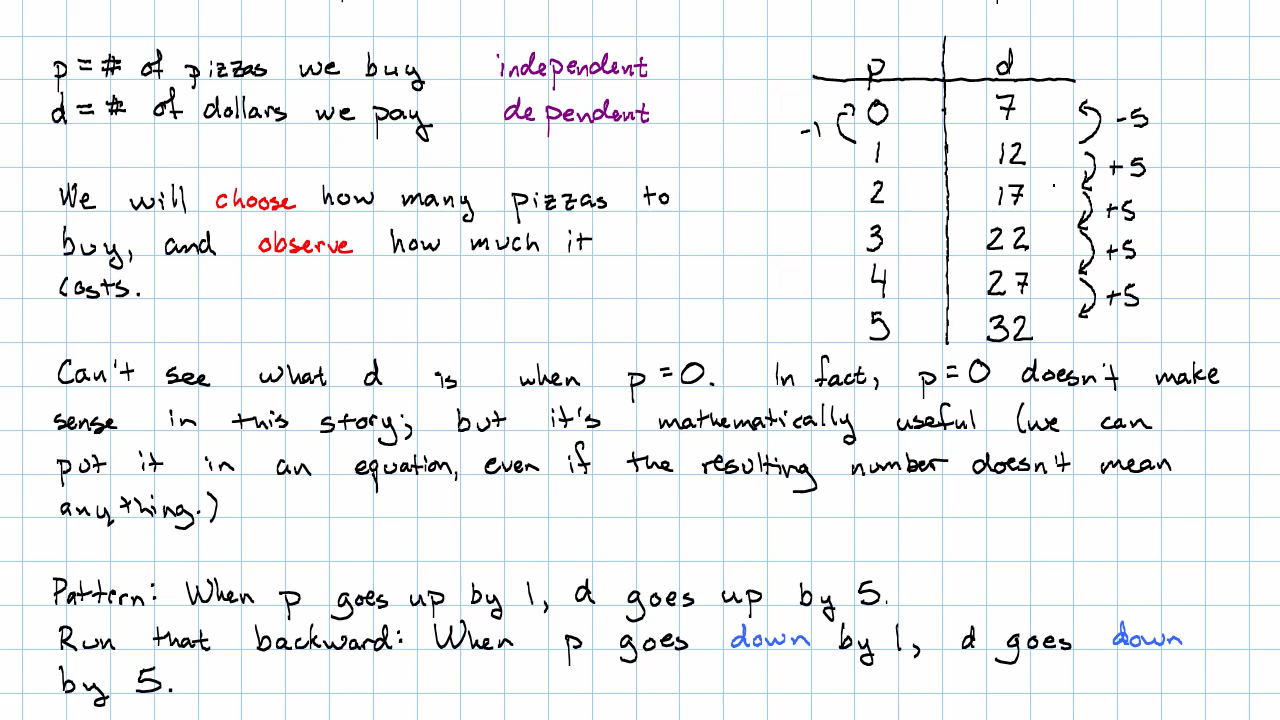 p = # of pizzas we buy independent
d = # of dollars we pay dependent
We will choose how many pizzas to
buy, and observe how much it
costs.
p d
0 7
1 12
2 17
3 22
4 27
5 32
-1
-5
+5
+5
+5
+5
Can't see what d is when p = 0. In fact, p = 0 doesn't make
sense in this story; but it's mathematically useful (we can
put it in an equation, even if the resulting number doesn't mean
anything.)
Pattern: When p goes up by 1, d goes up by 5.
Run that backward: When p goes down by 1, d goes down
by 5.